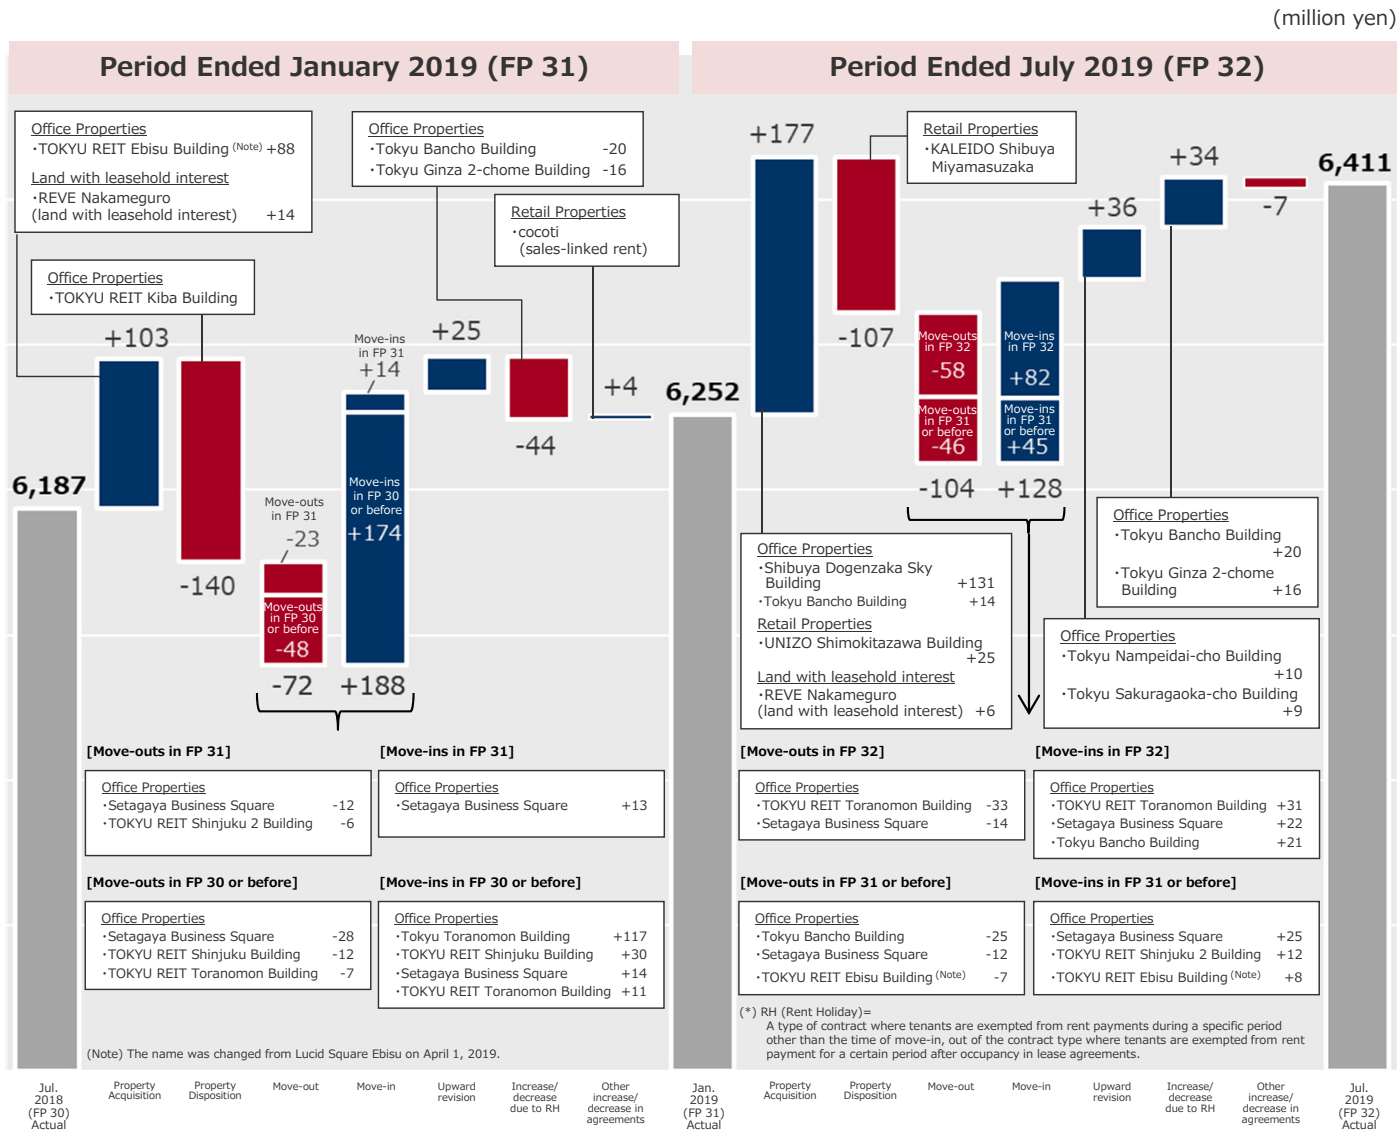 (million yen)
Period Ended January 2019 (FP 31)
Period Ended July 2019 (FP 32)
Office Properties
・TOKYU REIT Ebisu Building (Note) +88
Land with leasehold interest
・REVE Nakameguro
(land with leasehold interest) +14
Office Properties
・TOKYU REIT Kiba Building
Office Properties
・Tokyu Bancho Building -20
・Tokyu Ginza 2-chome Building -16
Retail Properties
・cocoti
(sales-linked rent)
6,187
+103
-140
Move-outs
in FP 31
-23
Move-outs
in FP 30
or before
-48
-72
Move-ins
in FP 31
+14
Move-ins
in FP 30
or before
+174
+188
+25
-44
+4
6,252
+177
-107
Retail Properties
・KALEIDO Shibuya
Miyamasuzaka
Move-outs
in FP 32
-58
Move-outs
in FP 31
or before
-46
-104
Move-ins
in FP 32
+82
Move-ins
in FP 31
or before
+45
+128
+36
+34
-7
6,411
Office Properties
・Shibuya Dogenzaka Sky
Building +131
・Tokyu Bancho Building +14
Retail Properties
・UNIZO Shimokitazawa Building
+25
Land with leasehold interest
・REVE Nakameguro
(land with leasehold interest) +6
Office Properties
・Tokyu Bancho Building
+20
・Tokyu Ginza 2-chome
Building +16
Office Properties
・Tokyu Nampeidai-cho Building
+10
・Tokyu Sakuragaoka-cho Building
+9
[Move-outs in FP 31]
Office Properties
・Setagaya Business Square -12
・TOKYU REIT Shinjuku 2 Building -6
[Move-ins in FP 31]
Office Properties
・Setagaya Business Square +13
[Move-outs in FP 30 or before]
Office Properties
・Setagaya Business Square -28
・TOKYU REIT Shinjuku Building -12
・TOKYU REIT Toranomon Building -7
[Move-ins in FP 30 or before]
Office Properties
・Tokyu Toranomon Building +117
・TOKYU REIT Shinjuku Building +30
・Setagaya Business Square +14
・TOKYU REIT Toranomon Building +11
[Move-outs in FP 32]
Office Properties
・TOKYU REIT Toranomon Building -33
・Setagaya Business Square -14
[Move-ins in FP 32]
Office Properties
・TOKYU REIT Toranomon Building +31
・Setagaya Business Square +22
・Tokyu Bancho Building +21
[Move-outs in FP 31 or before]
Office Properties
・Tokyu Bancho Building -25
・Setagaya Business Square -12
・TOKYU REIT Ebisu Building (Note) -7
[Move-ins in FP 31 or before]
Office Properties
・Setagaya Business Square +25
・TOKYU REIT Shinjuku 2 Building +12
・TOKYU REIT Ebisu Building (Note) +8
(Note) The name was changed from Lucid Square Ebisu on April 1, 2019.
(*) RH (Rent Holiday)=
A type of contract where tenants are exempted from rent payments during a specific period
other than the time of move-in, out of the contract type where tenants are exempted from rent
payment for a certain period after occupancy in lease agreements.
Jul.
2018
(FP 30)
Actual
Property
Acquisition
Property
Disposition
Move-out
Move-in
Upward
revision
Increase/
decrease
due to RH
Other
increase/
decrease in
agreements
Jan.
2019
(FP 31)
Actual
Property
Acquisition
Property
Disposition
Move-out
Move-in
Upward
revision
Increase/
decrease
due to RH
Other
increase/
decrease in
agreements
Jul.
2019
(FP 32)
Actual